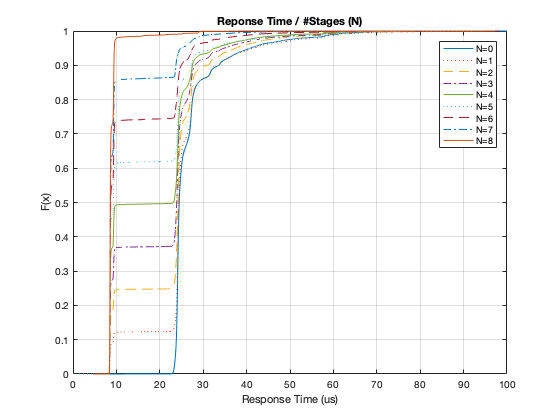 Reponse Time / #Stages (N)
1
0.9
0.8
0.7
0.6
0.5
0.4
0.3
0.2
0.1
0
F(x)
N=0
N=1
N=2
N=3
N=4
N=5
N=6
N=7
N=8
0 10 20 30 40 50 60 70 80 90 100
Response Time (us)